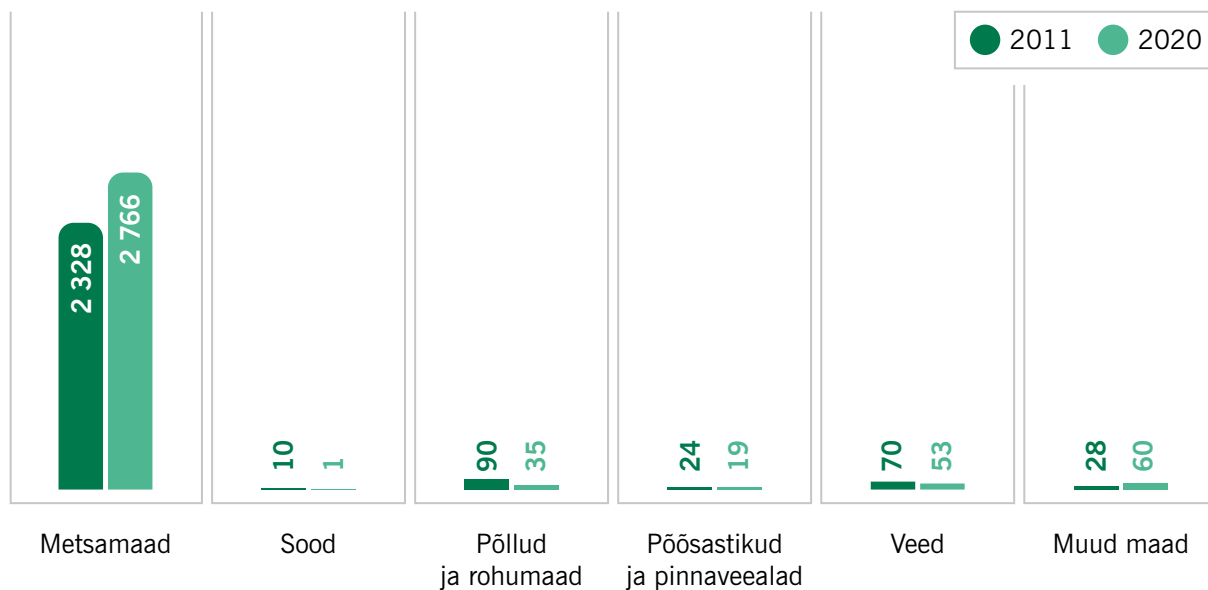 2011
2020
2 328
2 766
10
1
90
35
24
19
70
53
28
60
Metsamaad
Sood
Põllud
ja rohumaad
Põõsastikud
ja pinnaveealad
Veed
Muud maad